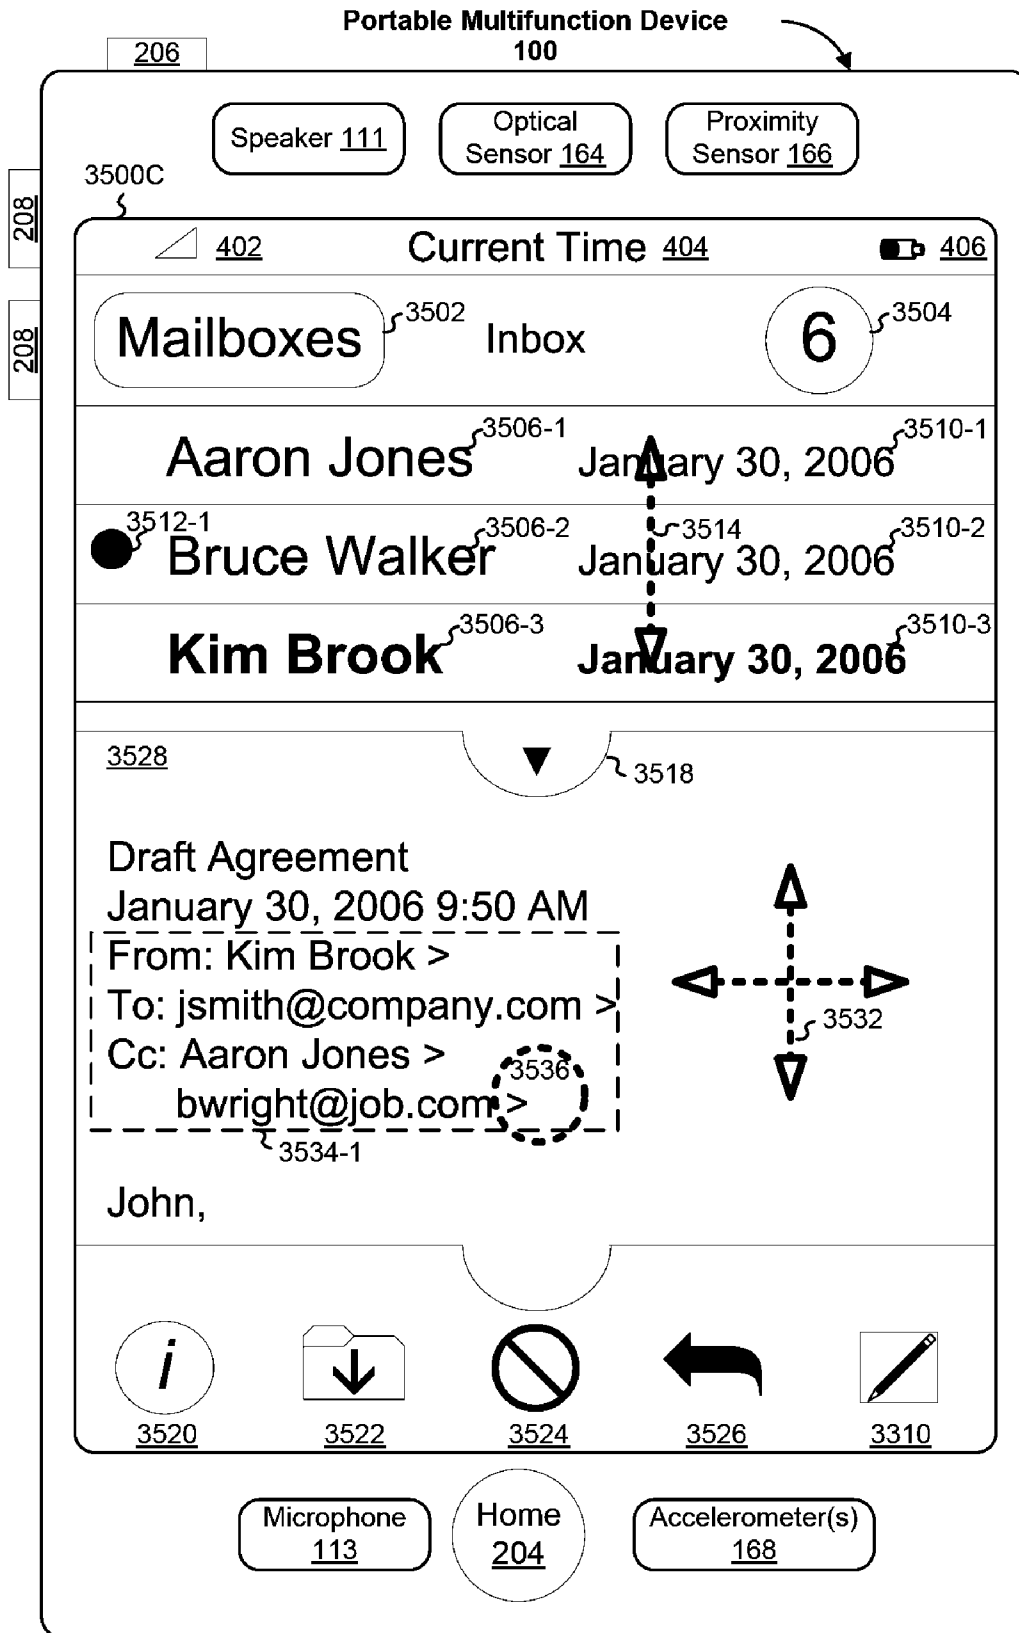 Portable Multifunction Device
100
206
Speaker 111
Optical
Sensor 164
Proximity
Sensor 166
3500C
208
208
402
Current Time 404
406
Mailboxes
3502
Inbox
6
3504
Aaron Jones
3506-1
January 30, 2006
3510-1
3512-1
Bruce Walker
3506-2
3514
January 30, 2006
3510-2
Kim Brook
3506-3
January 30, 2006
3510-3
3528
3518
Draft Agreement
January 30, 2006 9:50 AM
From: Kim Brook >
To: jsmith@company.com >
3532
Cc: Aaron Jones >
3536
bwright@job.com >
3534-1
John,
i
3520
3522
3524
3526
3310
Microphone
113
Home
204
Accelerometer(s)
168